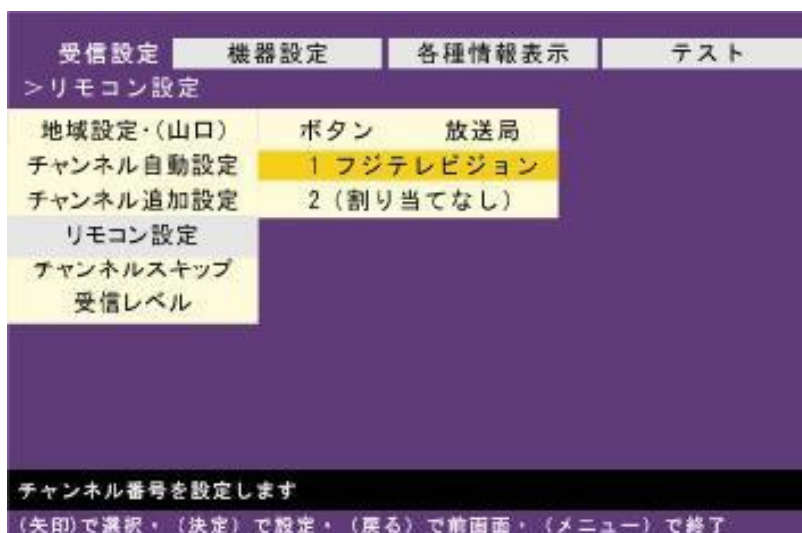 受信設定 機器設定 各種情報表示 テスト
>リモコン設定
地域設定・(山口) ボタン 放送局
チャンネル自動設定 1 フジテレビジョン
チャンネル追加設定 2 (割り当てなし)
リモコン設定
チャンネルスキップ
受信レベル
チャンネル番号を設定します
(矢印)で選択・(決定)で設定・(戻る)で前画面・(メニュー)で終了